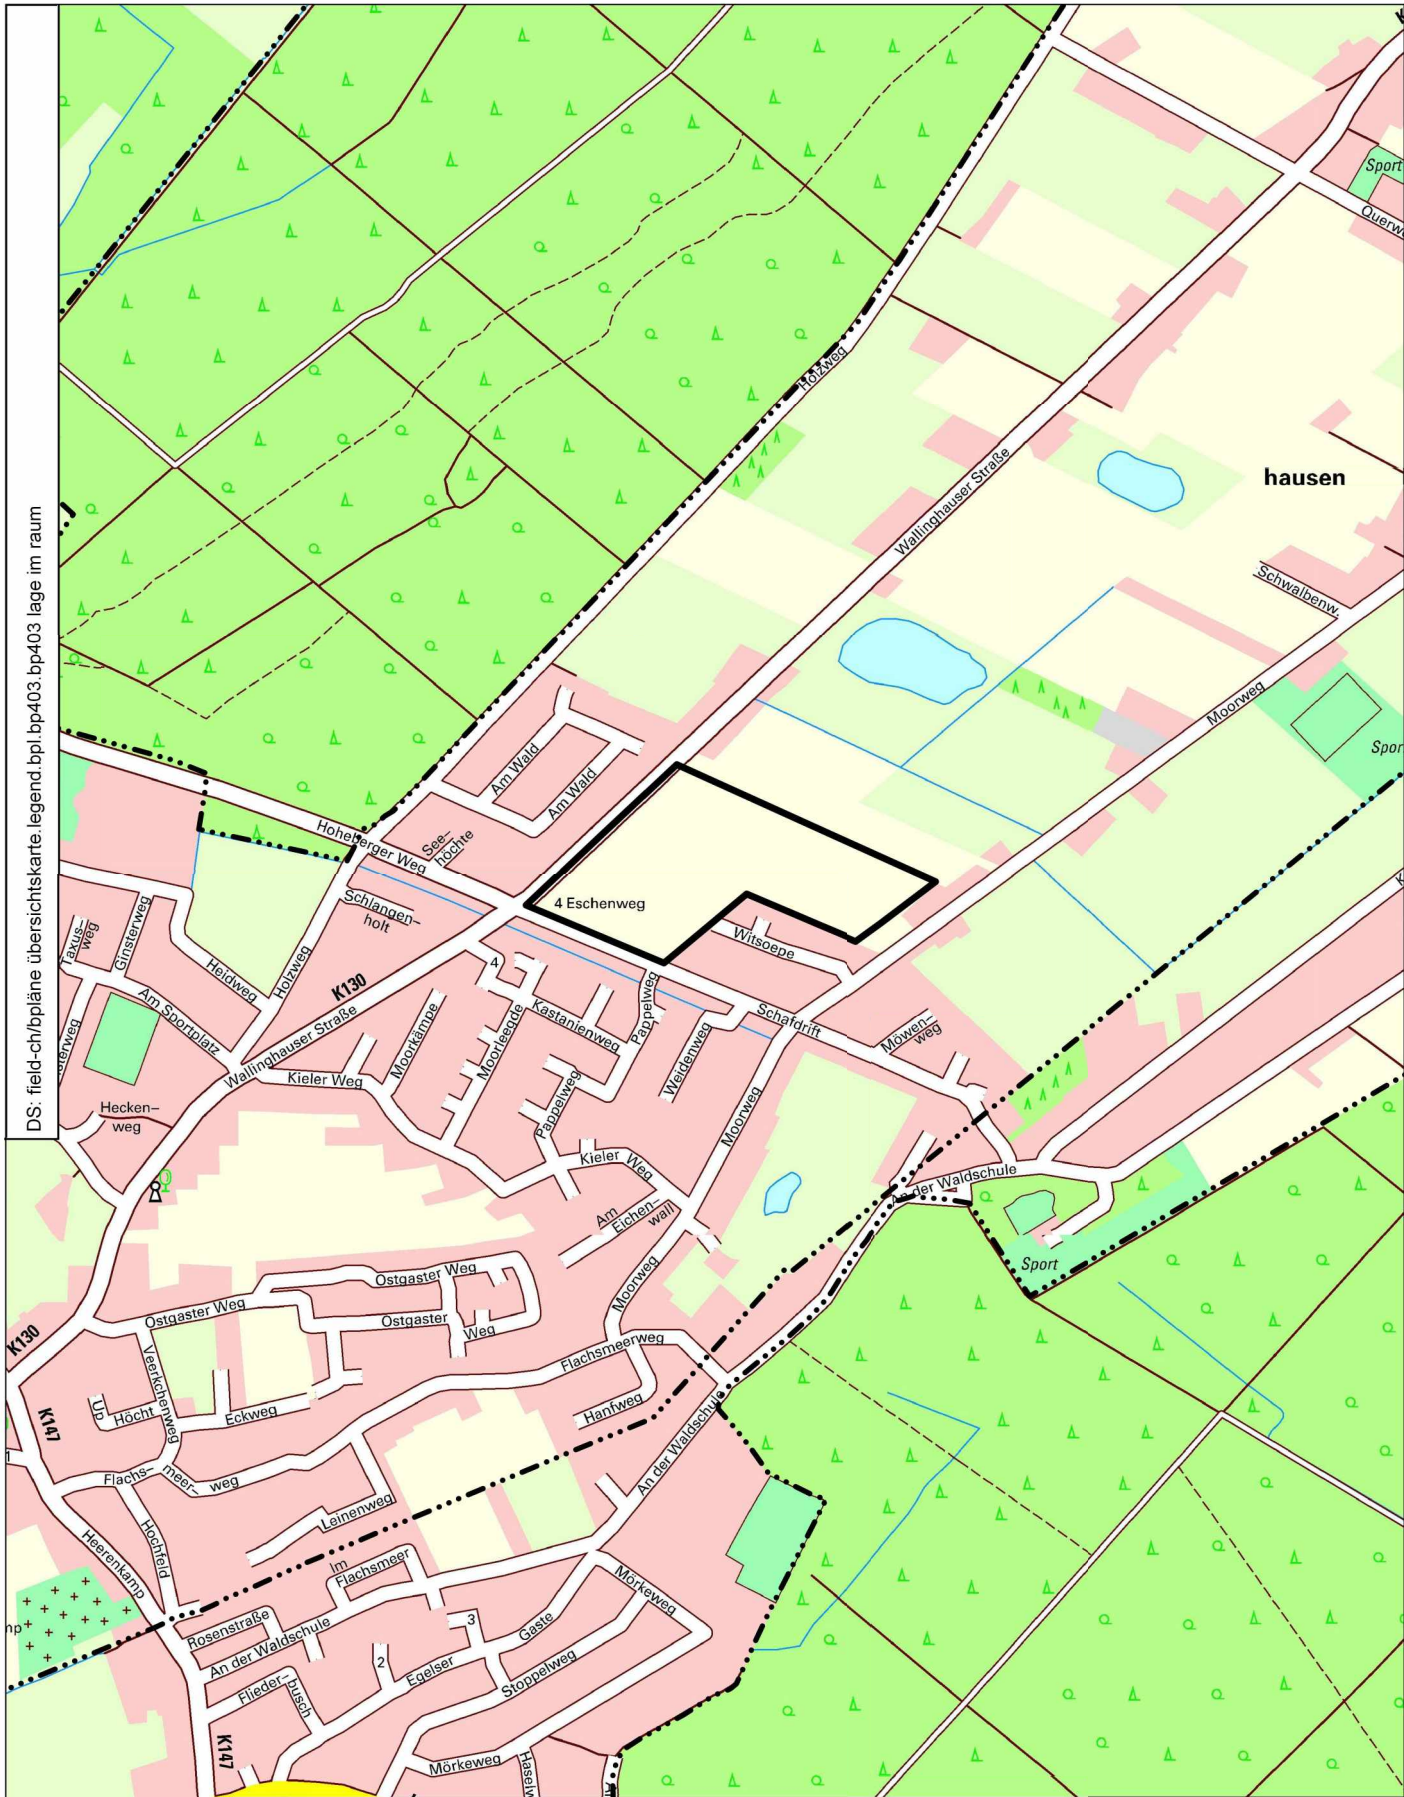 DS: field-ch/bpläne übersichtskarte.legend.bpl.bp403.bp403 lage im raum
Sport
Querw
Holzweg
Wallinghauser Straße
hausen
Schwalbenw.
Moorweg
Spor
Am Wald
Am Wald
See–
höchte
Hoheberger Weg
4 Eschenweg
Schlangen–
holt
Witsoepe
Taxus–
weg
Ginsterweg
Heidweg
Holzweg
K130
4
Am Sportplatz
Wallinghauser Straße
Kastanienweg
Pappelweg
Schafdrift
Möwen–
weg
Moorkämpe
Moorleegde
Weidenweg
Kieler Weg
Pappelweg
Moorweg
Hecken–
weg
Kieler Weg
An der Waldschule
Am
Eichen–
wall
Sport
Moorweg
Ostgaster Weg
Ostgaster Weg
Ostgaster
Weg
K130
Veerkchenweg
Flachsmeerweg
Up
Höcht
Eckweg
Hanfweg
K147
1
Flachs–
meer–
weg
An der Waldschule
Leinenweg
Hochfeld
Heerenkamp
Im
Flachsmeer
Mörkeweg
mp
Rosenstraße
3
An der Waldschule
Gaste
2
Egelser
Stoppelweg
Flieder–
busch
K147
Mörkeweg
Haselw